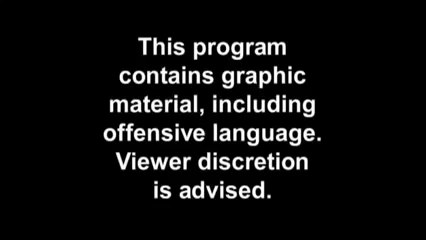 This program
contains graphic
material, including
offensive language.
Viewer discretion
is advised.